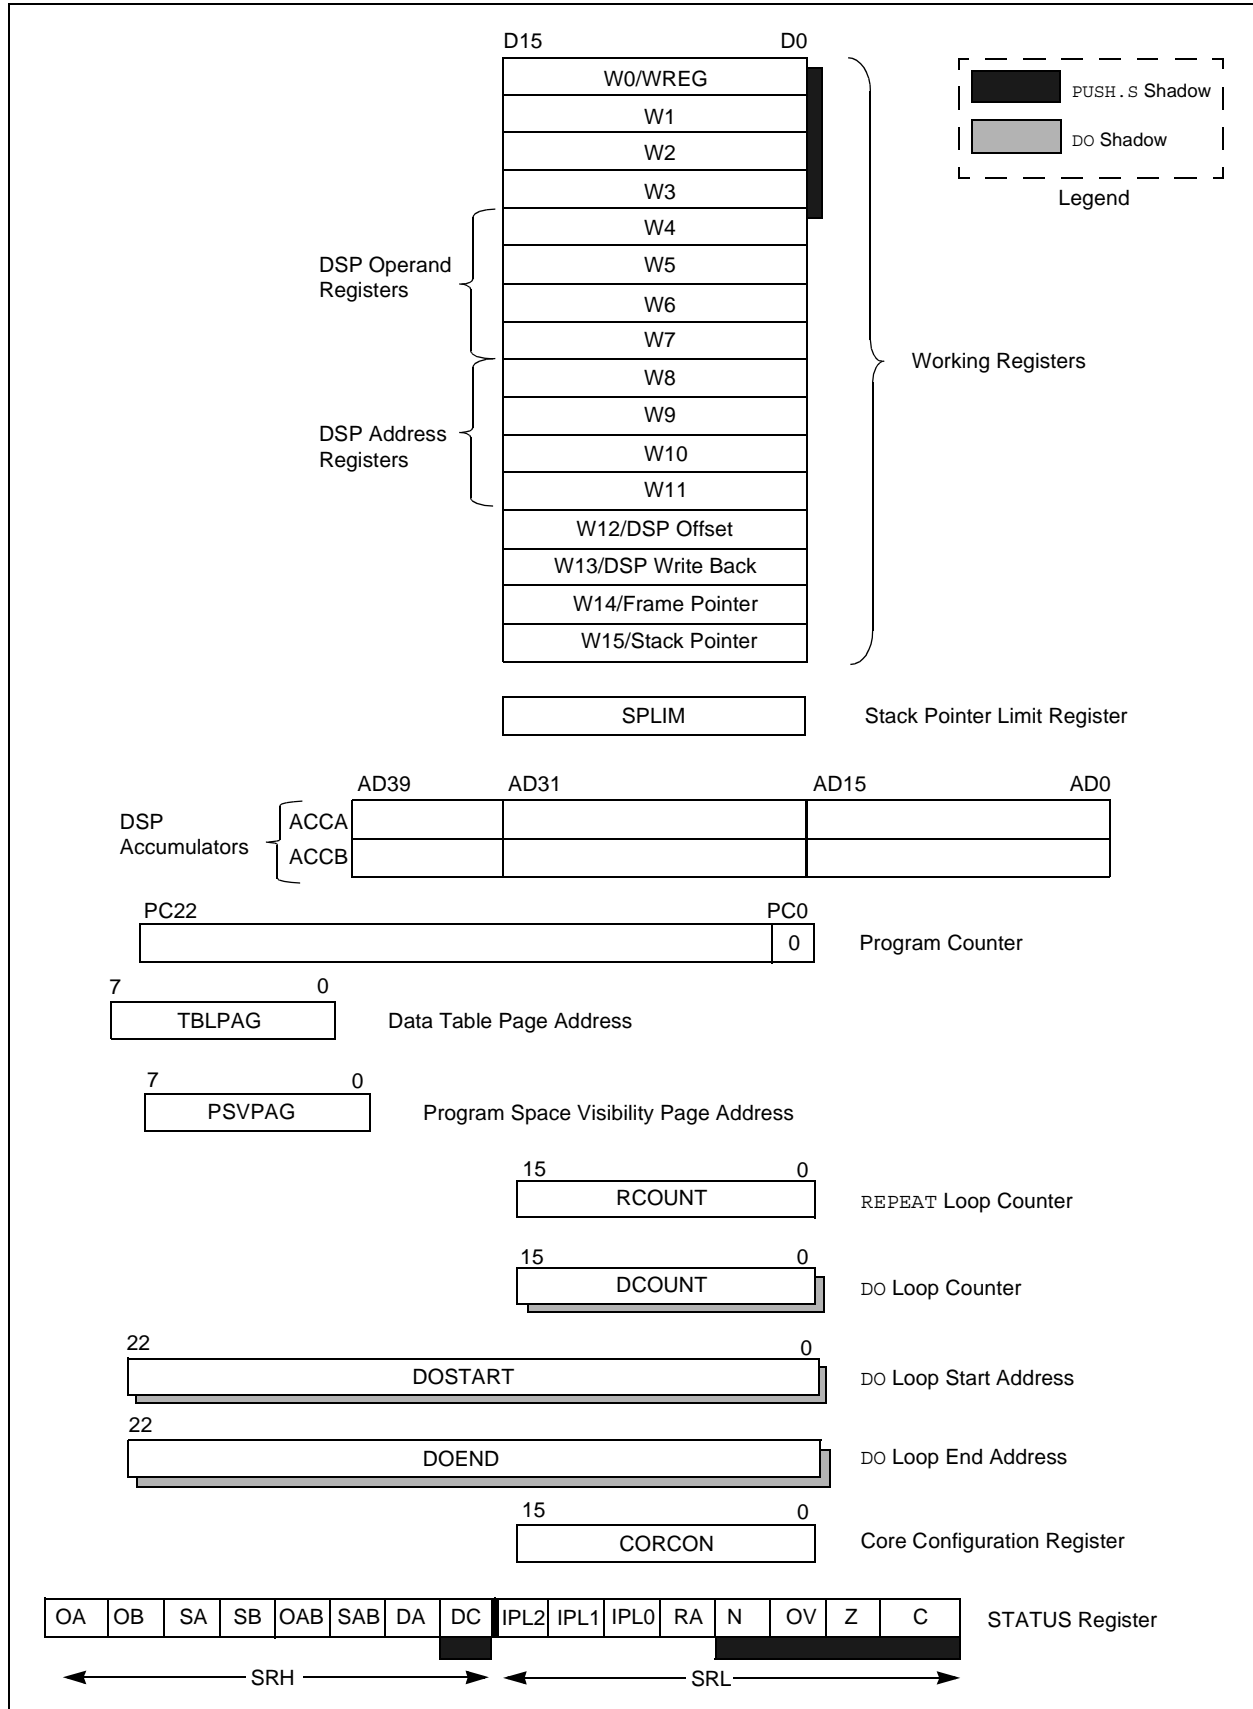 D15 D0
W0/WREG
PUSH.S Shadow
W1
DO Shadow
W2
W3
Legend
W4
DSP Operand
Registers
W5
W6
W7
Working Registers
W8
W9
DSP Address
Registers
W10
W11
W12/DSP Offset
W13/DSP Write Back
W14/Frame Pointer
W15/Stack Pointer
SPLIM Stack Pointer Limit Register
AD39 AD31 AD15 AD0
DSP
Accumulators
ACCA
ACCB
PC22 PC0
0 Program Counter
7 0
TBLPAG Data Table Page Address
7 0
PSVPAG Program Space Visibility Page Address
15 0
RCOUNT REPEAT Loop Counter
15 0
DCOUNT DO Loop Counter
22 0
DOSTART DO Loop Start Address
22
DOEND DO Loop End Address
15 0
CORCON Core Configuration Register
OA OB SA SB OAB SAB DA DC IPL2 IPL1 IPL0 RA N OV Z C STATUS Register
SRH SRL